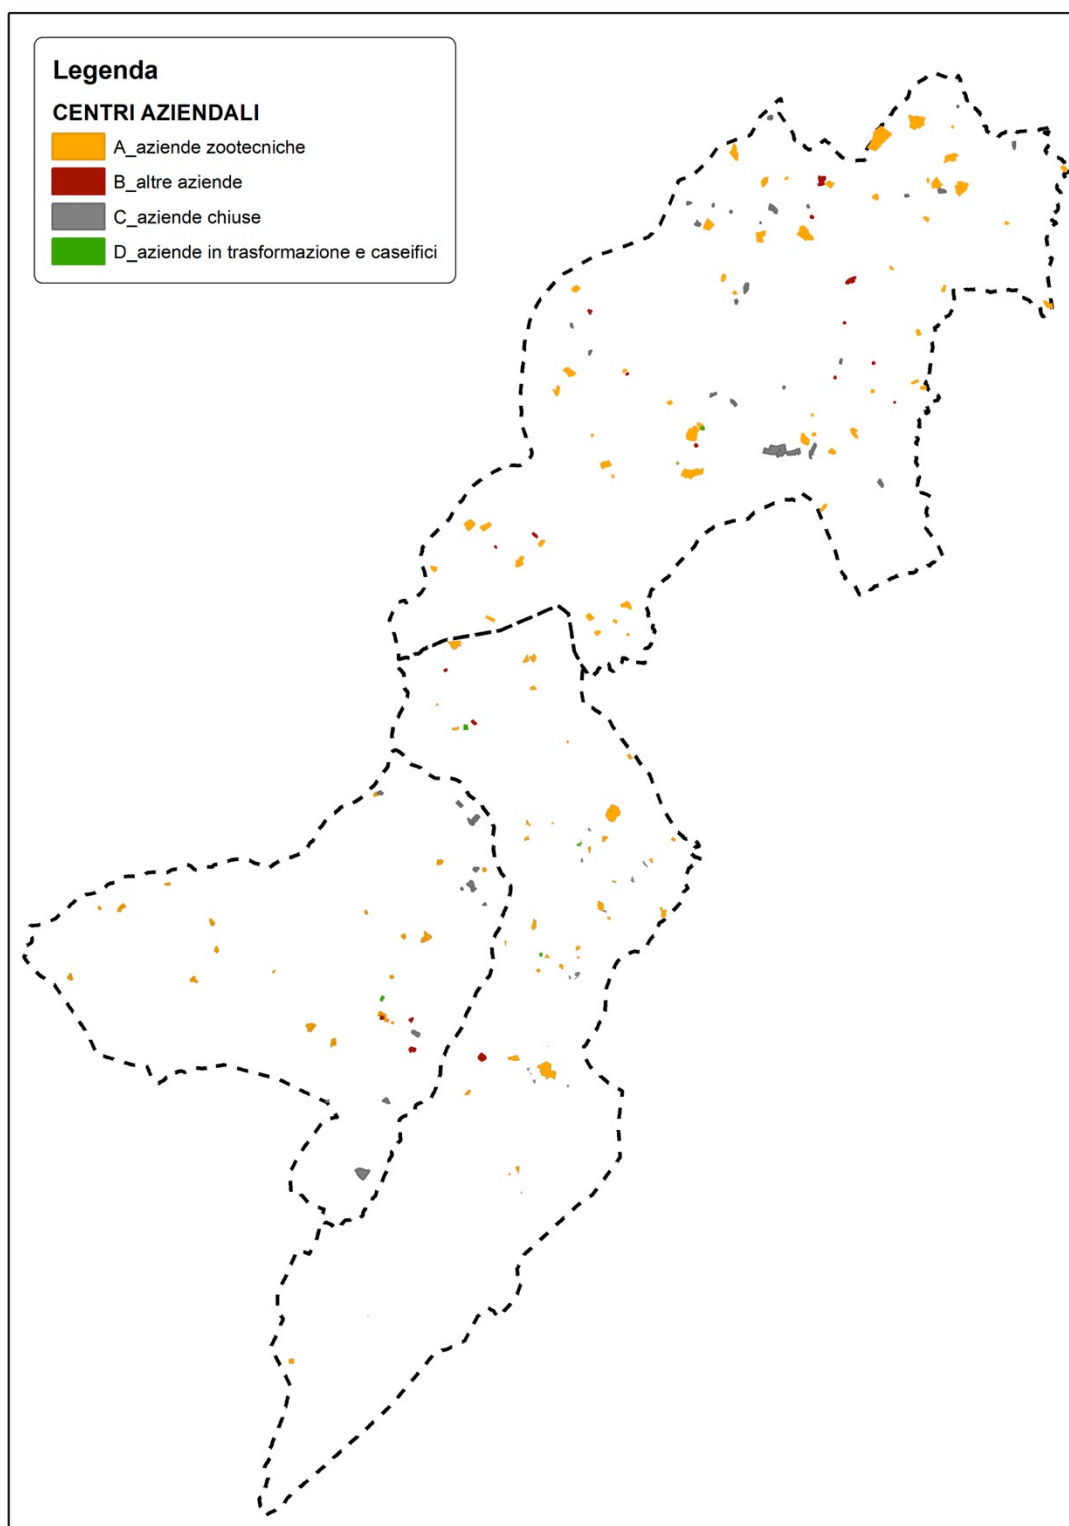 Legenda
CENTRI AZIENDALI
A_aziende zootecniche
B_altre aziende
C_aziende chiuse
D_aziende in trasformazione e caseifici